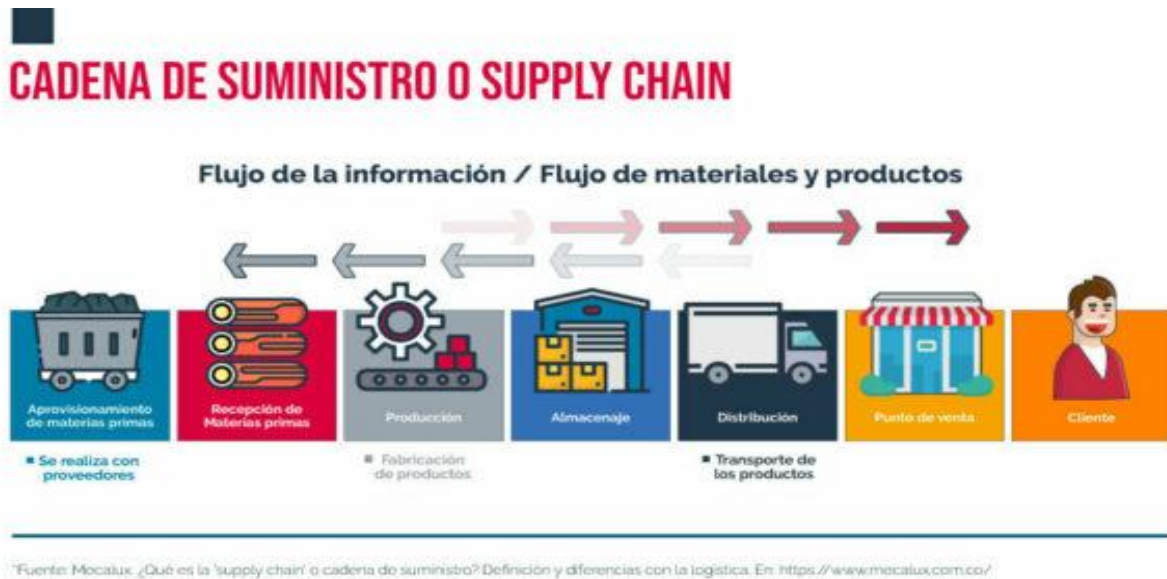 CADENA DE SUMINISTRO O SUPPLY CHAIN
Flujo de la información / Flujo de materiales y productos
Aprovisionamiento
de materias primas
Recepción de
Materias primas
Producción
Almacenaje
Distribución
Punto de venta
Cliente
■ Se realiza con
proveedores
■ Fabricación
de productos
■ Transporte de
los productos
*Fuente: Mecalux. ¿Qué es la 'supply chain' o cadena de suministro? Definición y diferencias con la logística. En: https://www.mecalux.com.co/